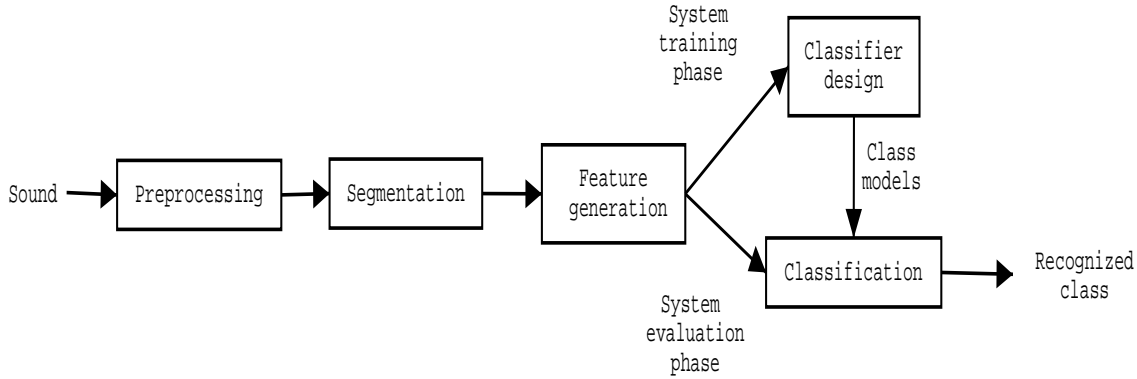 Sound
Preprocessing
Segmentation
Feature
generation
System
training
phase
Classifier
design
Class
models
System
evaluation
phase
Classification
Recognized
class